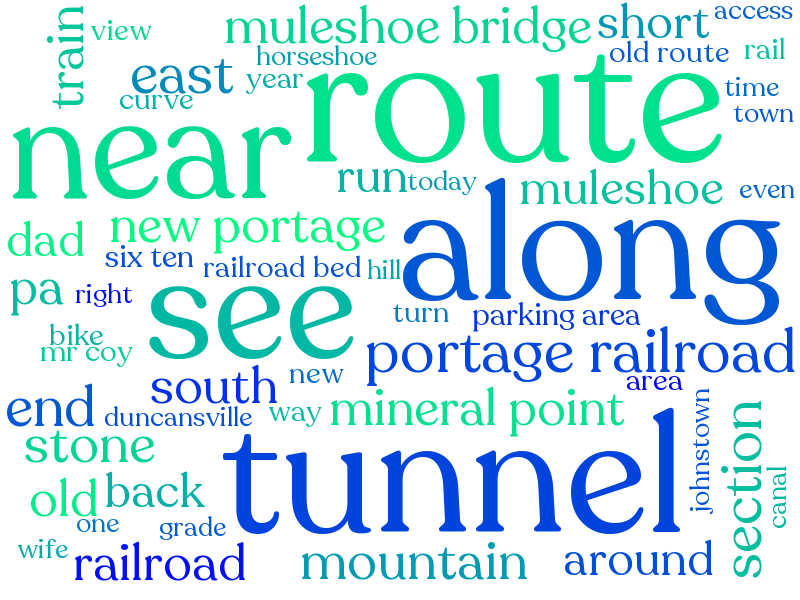 train
view
muleshoe bridge
short
access
horseshoe
old route
rail
east
year
curve
route
time
town
near
run
today
muleshoe
even
dad
new portage
along
six ten
railroad bed
hill
pa
right
see
turn
parking area
bike
mr coy
portage railroad
south
new
area
end
duncansville
way
mineral point
johnstown
section
stone
tunnel
canal
old
back
one
grade
wife
railroad
mountain
around